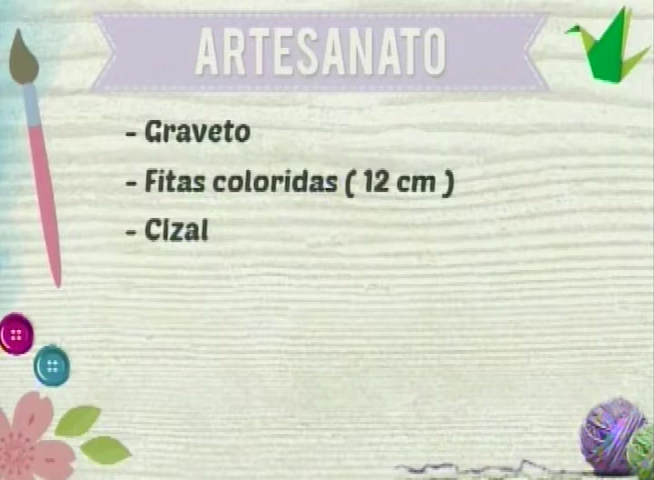 ARTESANATO
- Graveto
- Fitas coloridas ( 12 cm )
- Cizal